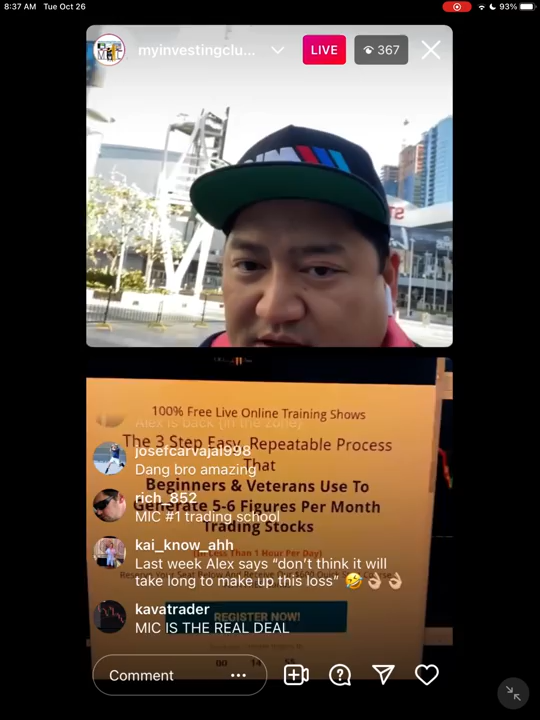 8:37 AM Tue Oct 26
93%
myinvestingclu...
LIVE
367
100% Free Live Online Training Shows
Alex is back (in the zone)
The 3 Step Easy, Repeatable Process
josefcarvajal998
That
Dang bro amazing
Beginners & Veterans Use To
rich_852
Generate 5-6 Figures Per Month
MIC #1 trading school
Trading Stocks
kai_know_ahh
(In Less Than 1 Hour Per Day)
Last week Alex says “don’t think it will
take long to make up this loss” 🤣👌🏼👌🏼
kavatrader
REGISTER NOW!
MIC IS THE REAL DEAL
Comment